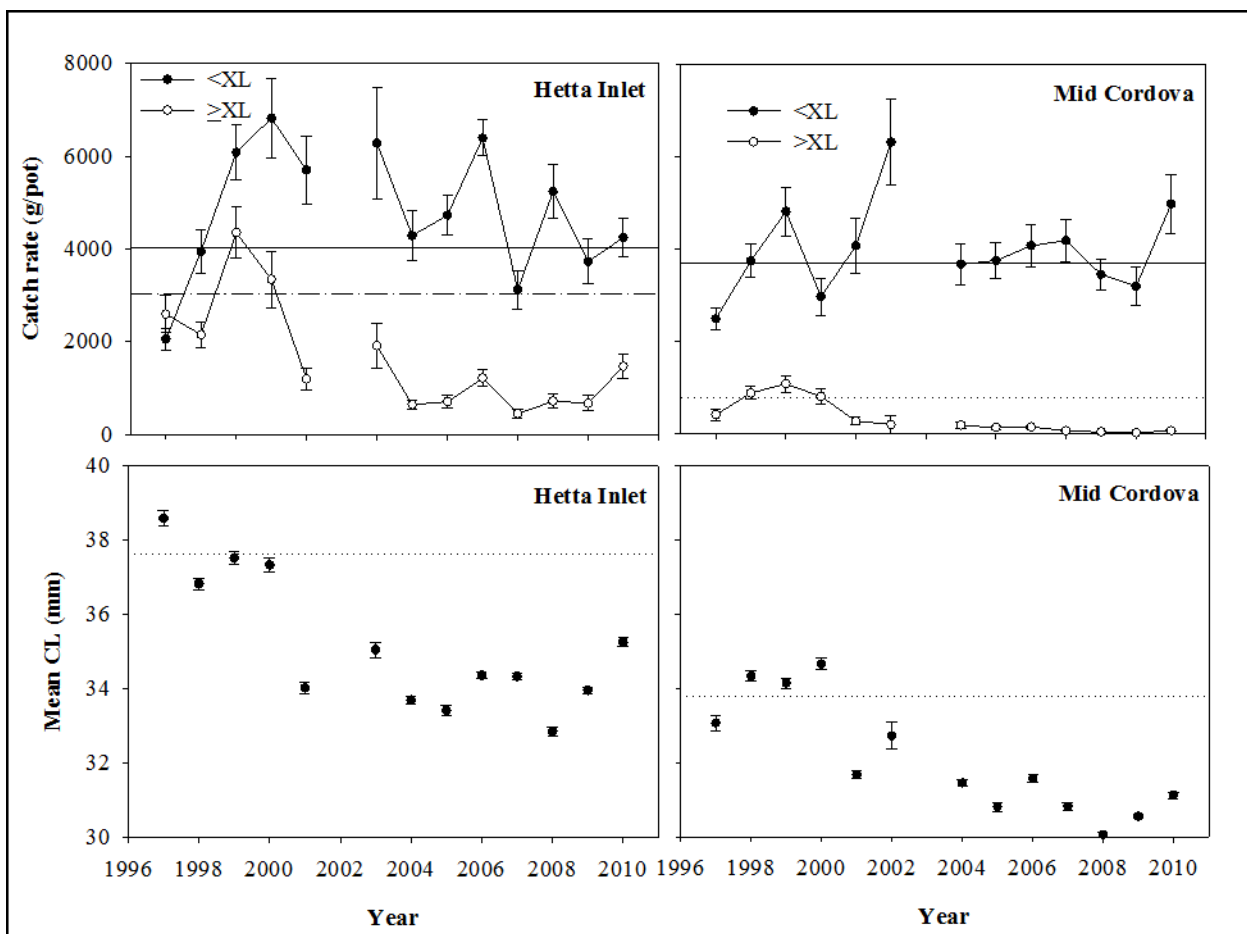 8000
6000
4000
2000
0
Catch rate (g/pot)
<XL
≥XL
Hetta Inlet
<XL
>XL
Mid Cordova
40
38
36
34
32
30
Mean CL (mm)
Hetta Inlet
Mid Cordova
1996 1998 2000 2002 2004 2006 2008 2010
1996 1998 2000 2002 2004 2006 2008 2010
Year
Year